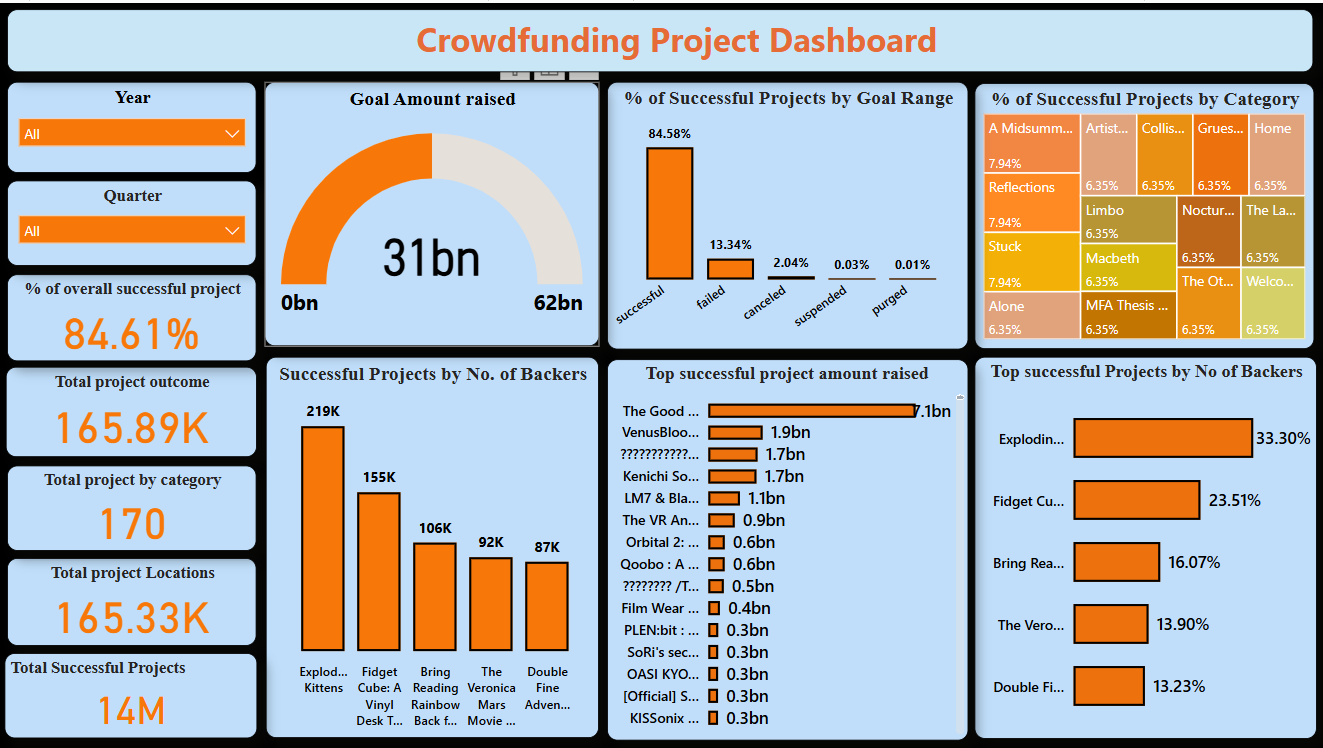 Crowdfunding Project Dashboard
Year
All
Quarter
All
% of overall successful project
84.61%
Total project outcome
165.89K
Total project by category
170
Total project Locations
165.33K
Total Successful Projects
14M
Goal Amount raised
31bn
0bn
62bn
% of Successful Projects by Goal Range
84.58%
13.34%
2.04%
0.03%
0.01%
successful
failed
canceled
suspended
purged
% of Successful Projects by Category
A Midsumm...
7.94%
Reflections
7.94%
Stuck
7.94%
Alone
6.35%
Artist...
6.35%
Collis...
6.35%
Grues...
6.35%
Home
6.35%
Limbo
6.35%
Macbeth
6.35%
MFA Thesis ...
6.35%
Noctur...
6.35%
The La...
6.35%
The Ot...
6.35%
Welco...
6.35%
Successful Projects by No. of Backers
219K
155K
106K
92K
87K
Explod...
Kittens
Fidget
Cube: A
Vinyl
Desk T...
Bring
Reading
Rainbow
Back f...
The
Veronica
Mars
Movie ...
Double
Fine
Adven...
Top successful project amount raised
The Good ... 7.1bn
VenusBloo... 1.9bn
???????????... 1.7bn
Kenichi So... 1.7bn
LM7 & Bla... 1.1bn
The VR An... 0.9bn
Orbital 2: ... 0.6bn
Qoobo : A ... 0.6bn
???????? /T... 0.5bn
Film Wear ... 0.4bn
PLEN:bit : ... 0.3bn
SoRi's sec... 0.3bn
OASI KYO... 0.3bn
[Official] S... 0.3bn
KISSonix ... 0.3bn
Top successful Projects by No of Backers
Explodin... 33.30%
Fidget Cu... 23.51%
Bring Rea... 16.07%
The Vero... 13.90%
Double Fi... 13.23%